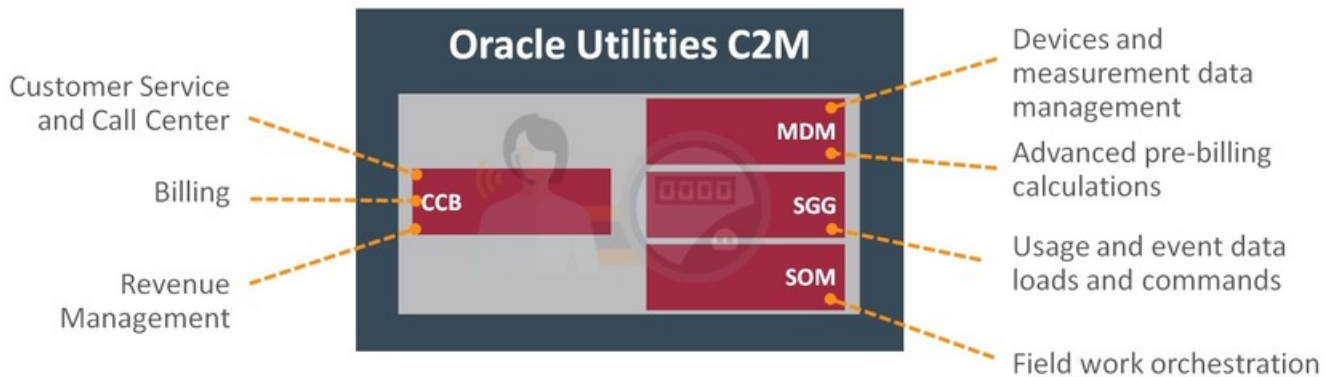 Oracle Utilities C2M
Customer Service
and Call Center
Billing
Revenue
Management
CCB
MDM
SGG
SOM
0000
Devices and
measurement data
management
Advanced pre-billing
calculations
Usage and event data
loads and commands
Field work orchestration